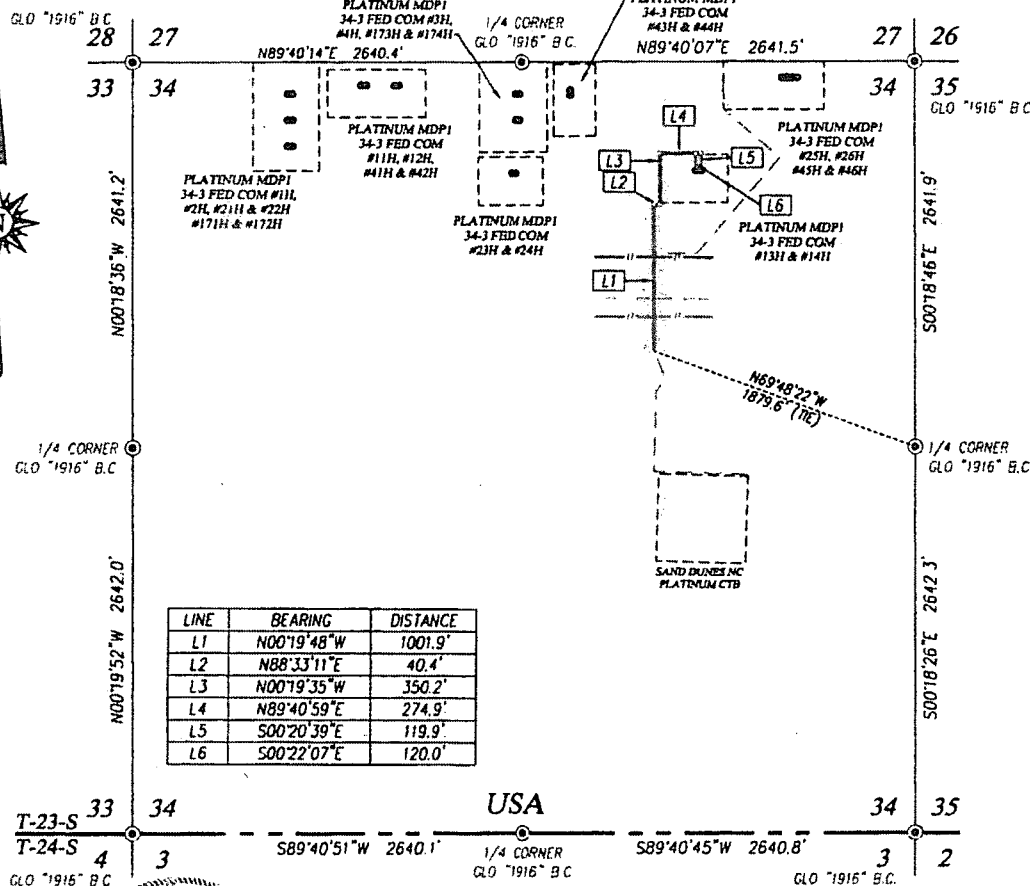 GLO "1916" B.C
28 27
33 34
PLATINUM MDP1
34-3 FED COM #3H,
#4H, #173H & #174H
1/4 CORNER
GLO "1916" B.C.
PLATINUM MDP1
34-3 FED COM
#43H & #44H
N89°40'14"E 2640.4'
N89°40'07"E 2641.5'
27 26
34 35
GLO "1916" B.C
PLATINUM MDP1
34-3 FED COM
#11H, #12H,
#41H & #42H
PLATINUM MDP1
34-3 FED COM #1H,
#2H, #21H & #22H
#171H & #172H
PLATINUM MDP1
34-3 FED COM
#23H & #24H
L4
L3
L2
L5
L6
L1
PLATINUM MDP1
34-3 FED COM
#25H, #26H
#45H & #46H
PLATINUM MDP1
34-3 FED COM
#13H & #14H
N
N00°18'36"W 2641.2'
S00°18'46"E 2641.9'
N69°48'22"W
1879.6' (TIE)
1/4 CORNER
GLO "1916" B.C
1/4 CORNER
GLO "1916" B.C
SAND DUNES NC
PLATINUM CTB
N00°19'52"W 2642.0'
S00°18'26"E 2642.3'
LINE BEARING DISTANCE
L1 N00°19'48"W 1001.9'
L2 N88°33'11"E 40.4'
L3 N00°19'35"W 350.2'
L4 N89°40'59"E 274.9'
L5 S00°20'39"E 119.9'
L6 S00°22'07"E 120.0'
USA
T-23-S 33 34
T-24-S 4 3
GLO "1916" B C
S89°40'51"W 2640.1'
1/4 CORNER
GLO "1916" B C
S89°40'45"W 2640.8'
34 35
3 2
GLO "1916" B.C.